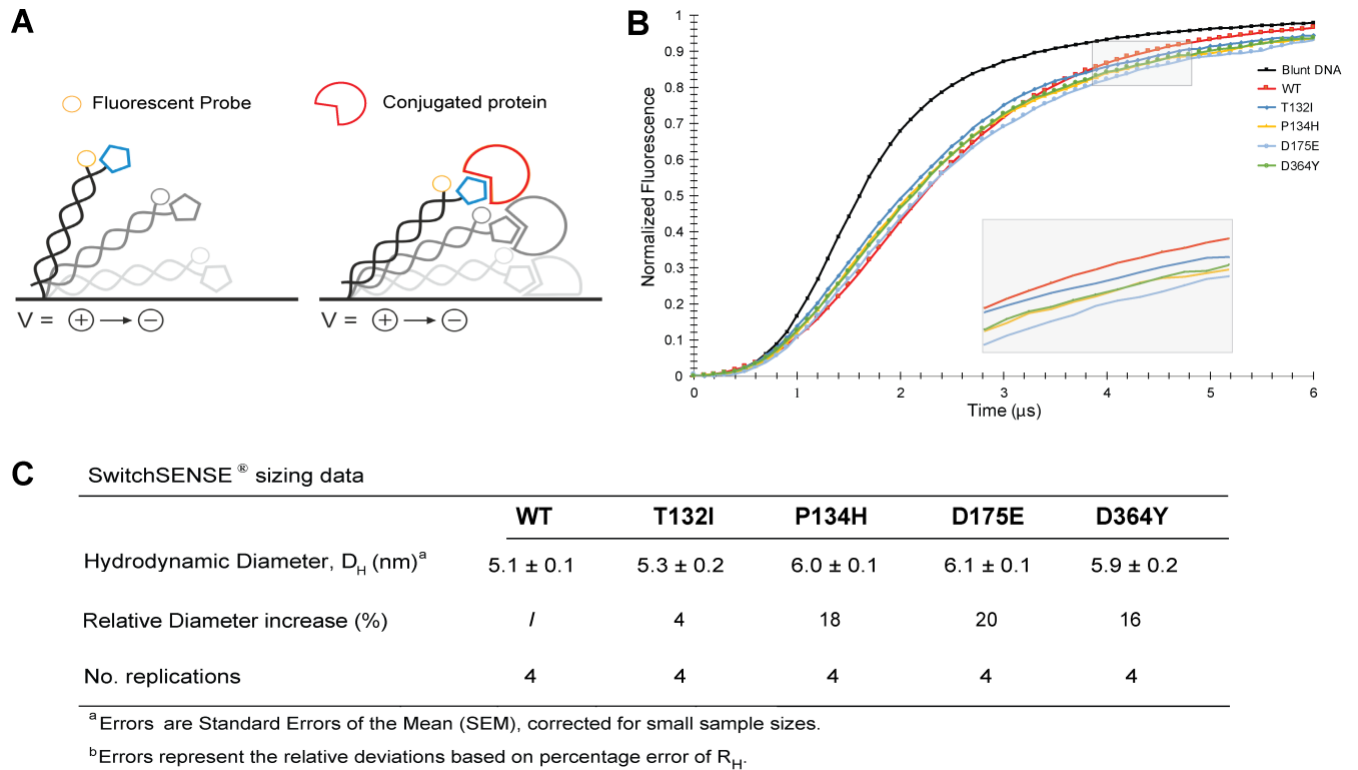 A
Fluorescent Probe
Conjugated protein
V = + → −
V = + → −
B
Normalized Fluorescence
1
0.9
0.8
0.7
0.6
0.5
0.4
0.3
0.2
0.1
0
0 1 2 3 4 5 6
Time (µs)
Blunt DNA
WT
T132I
P134H
D175E
D364Y
C
SwitchSENSE ® sizing data
WT T132I P134H D175E D364Y
Hydrodynamic Diameter, D_H (nm)^a 5.1 ± 0.1 5.3 ± 0.2 6.0 ± 0.1 6.1 ± 0.1 5.9 ± 0.2
Relative Diameter increase (%) / 4 18 20 16
No. replications 4 4 4 4 4
^a Errors are Standard Errors of the Mean (SEM), corrected for small sample sizes.
^b Errors represent the relative deviations based on percentage error of R_H.